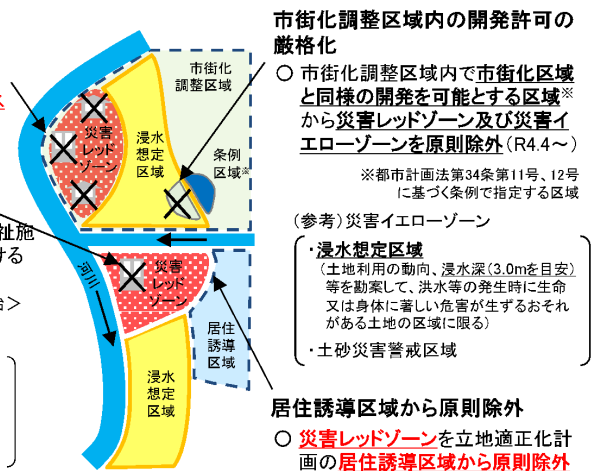 市街化調整区域内の開発許可の
厳格化
○ 市街化調整区域内で市街化区域
と同様の開発を可能とする区域※
から災害レッドゾーン及び災害イ
エローゾーンを原則除外（R4.4～）
※都市計画法第34条第11号、12号
に基づく条例で指定する区域
（参考）災害イエローゾーン
・浸水想定区域
（土地利用の動向、浸水深（3.0mを目安）
等を勘案して、洪水等の発生時に生命
又は身体に著しい危害が生ずるおそれ
がある土地の区域に限る）
・土砂災害警戒区域
居住誘導区域から原則除外
○ 災害レッドゾーンを立地適正化計
画の居住誘導区域から原則除外
市街化
調整区域
災害
レッド
ゾーン
浸水
想定
区域
条例
区域※
河川
災害
レッド
ゾーン
居住
誘導
区域
浸水
想定
区域
祉施
ける
＞